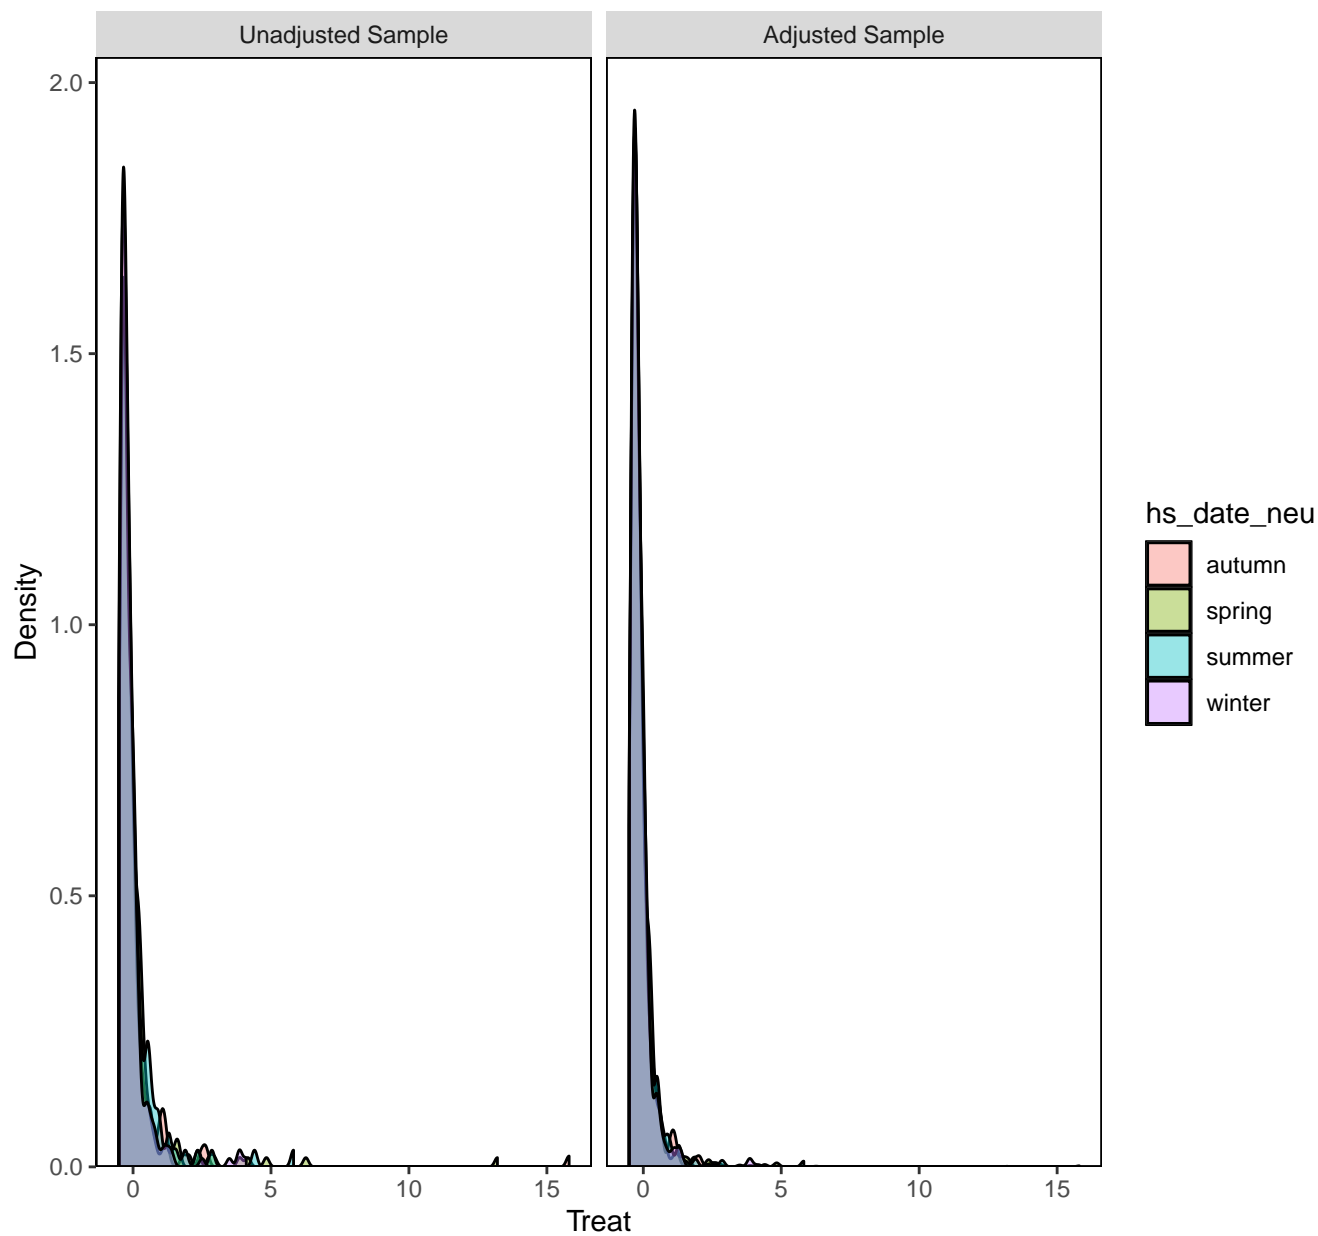 Unadjusted Sample
Adjusted Sample
2.0
1.5
1.0
0.5
0.0
Density
0
5
10
15
0
5
10
15
Treat
hs_date_neu
autumn
spring
summer
winter